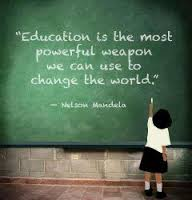 “Education is the most
powerful weapon
we can use to
change the world.”
— Nelson Mandela